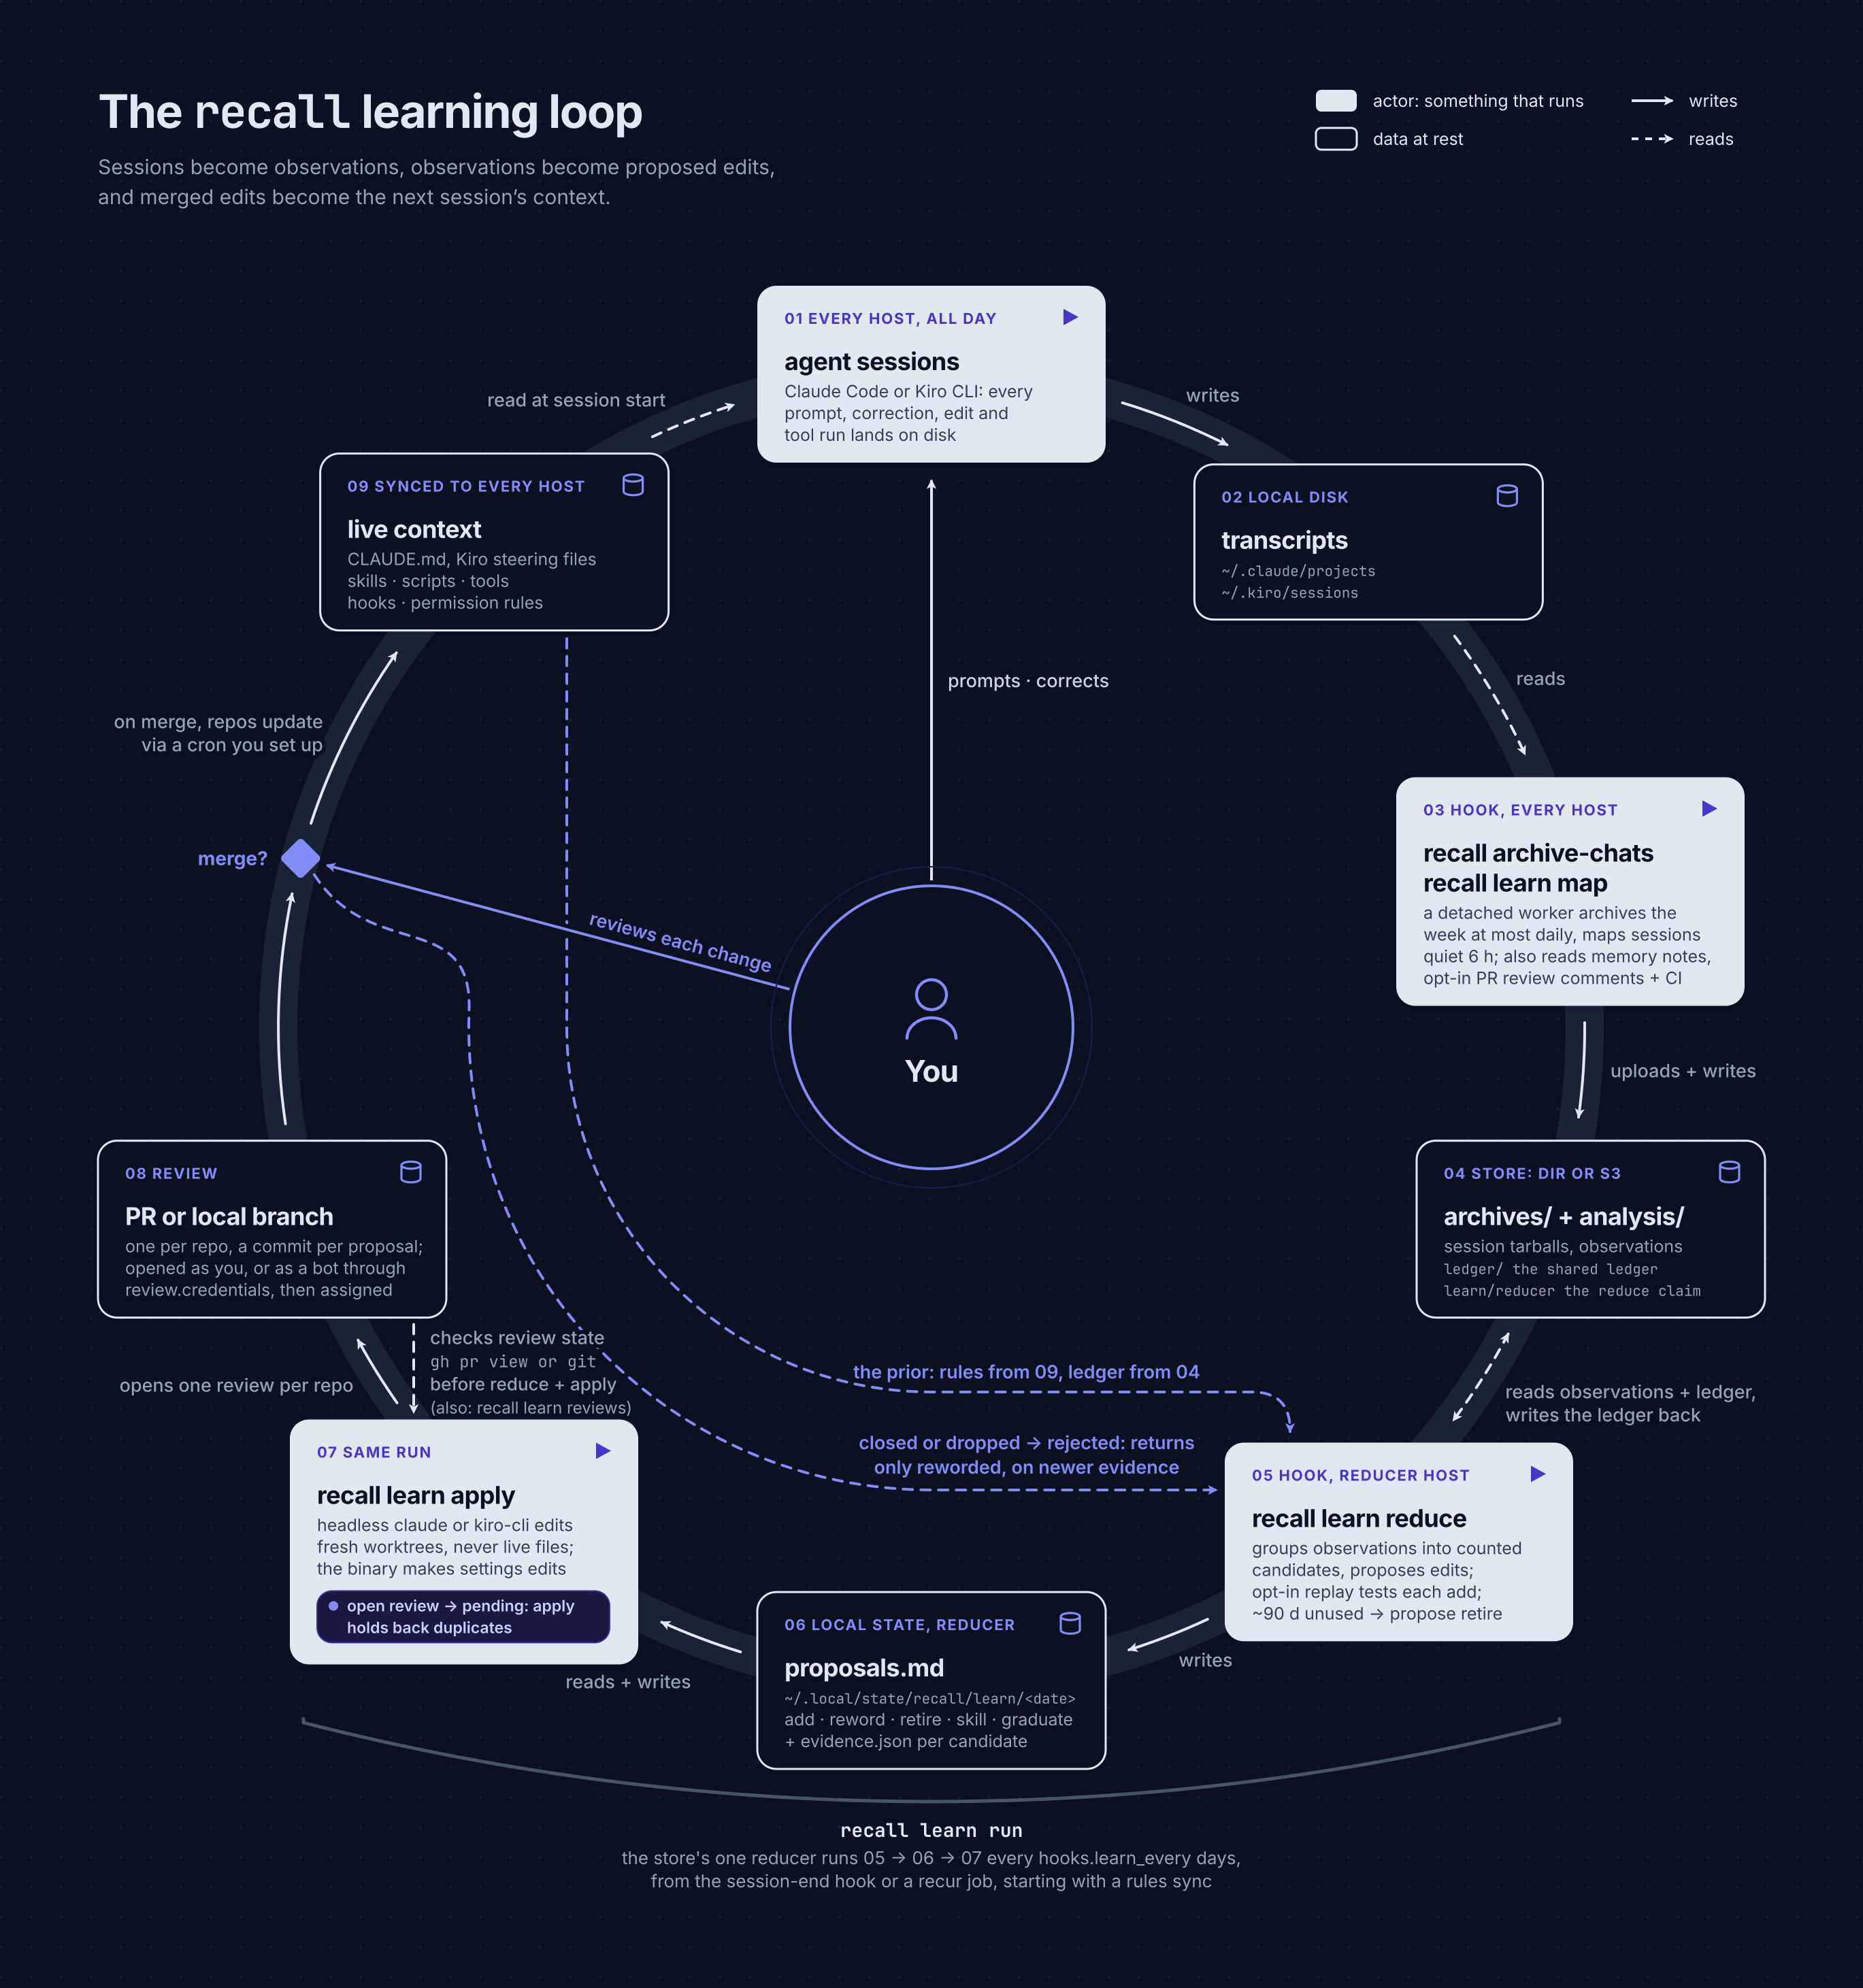 The recall learning loop
Sessions become observations, observations become proposed edits,
and merged edits become the next session's context.
actor: something that runs
writes
data at rest
reads
01 EVERY HOST, ALL DAY
agent sessions
Claude Code or Kiro CLI: every
prompt, correction, edit and
tool run lands on disk
read at session start
writes
09 SYNCED TO EVERY HOST
live context
CLAUDE.md, Kiro steering files
skills · scripts · tools
hooks · permission rules
02 LOCAL DISK
transcripts
~/.claude/projects
~/.kiro/sessions
prompts · corrects
reads
on merge, repos update
via a cron you set up
merge?
reviews each change
You
03 HOOK, EVERY HOST
recall archive-chats
recall learn map
a detached worker archives the
week at most daily, maps sessions
quiet 6 h; also reads memory notes,
opt-in PR review comments + CI
uploads + writes
08 REVIEW
PR or local branch
one per repo, a commit per proposal;
opened as you, or as a bot through
review.credentials, then assigned
04 STORE: DIR OR S3
archives/ + analysis/
session tarballs, observations
ledger/ the shared ledger
learn/reducer the reduce claim
opens one review per repo
checks review state
gh pr view or git
before reduce + apply
(also: recall learn reviews)
the prior: rules from 09, ledger from 04
reads observations + ledger,
writes the ledger back
closed or dropped → rejected: returns
only reworded, on newer evidence
07 SAME RUN
recall learn apply
headless claude or kiro-cli edits
fresh worktrees, never live files;
the binary makes settings edits
open review → pending: apply
holds back duplicates
05 HOOK, REDUCER HOST
recall learn reduce
groups observations into counted
candidates, proposes edits;
opt-in replay tests each add;
~90 d unused → propose retire
reads + writes
writes
06 LOCAL STATE, REDUCER
proposals.md
~/.local/state/recall/learn/<date>
add · reword · retire · skill · graduate
+ evidence.json per candidate
recall learn run
the store's one reducer runs 05 → 06 → 07 every hooks.learn_every days,
from the session-end hook or a recur job, starting with a rules sync